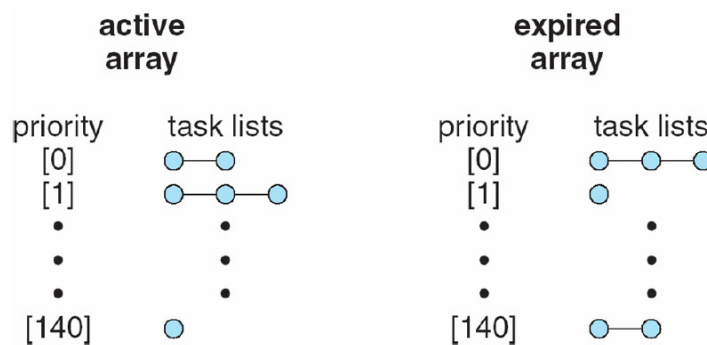 active array
priority task lists
[0]
[1]
[140]
expired array
priority task lists
[0]
[1]
[140]